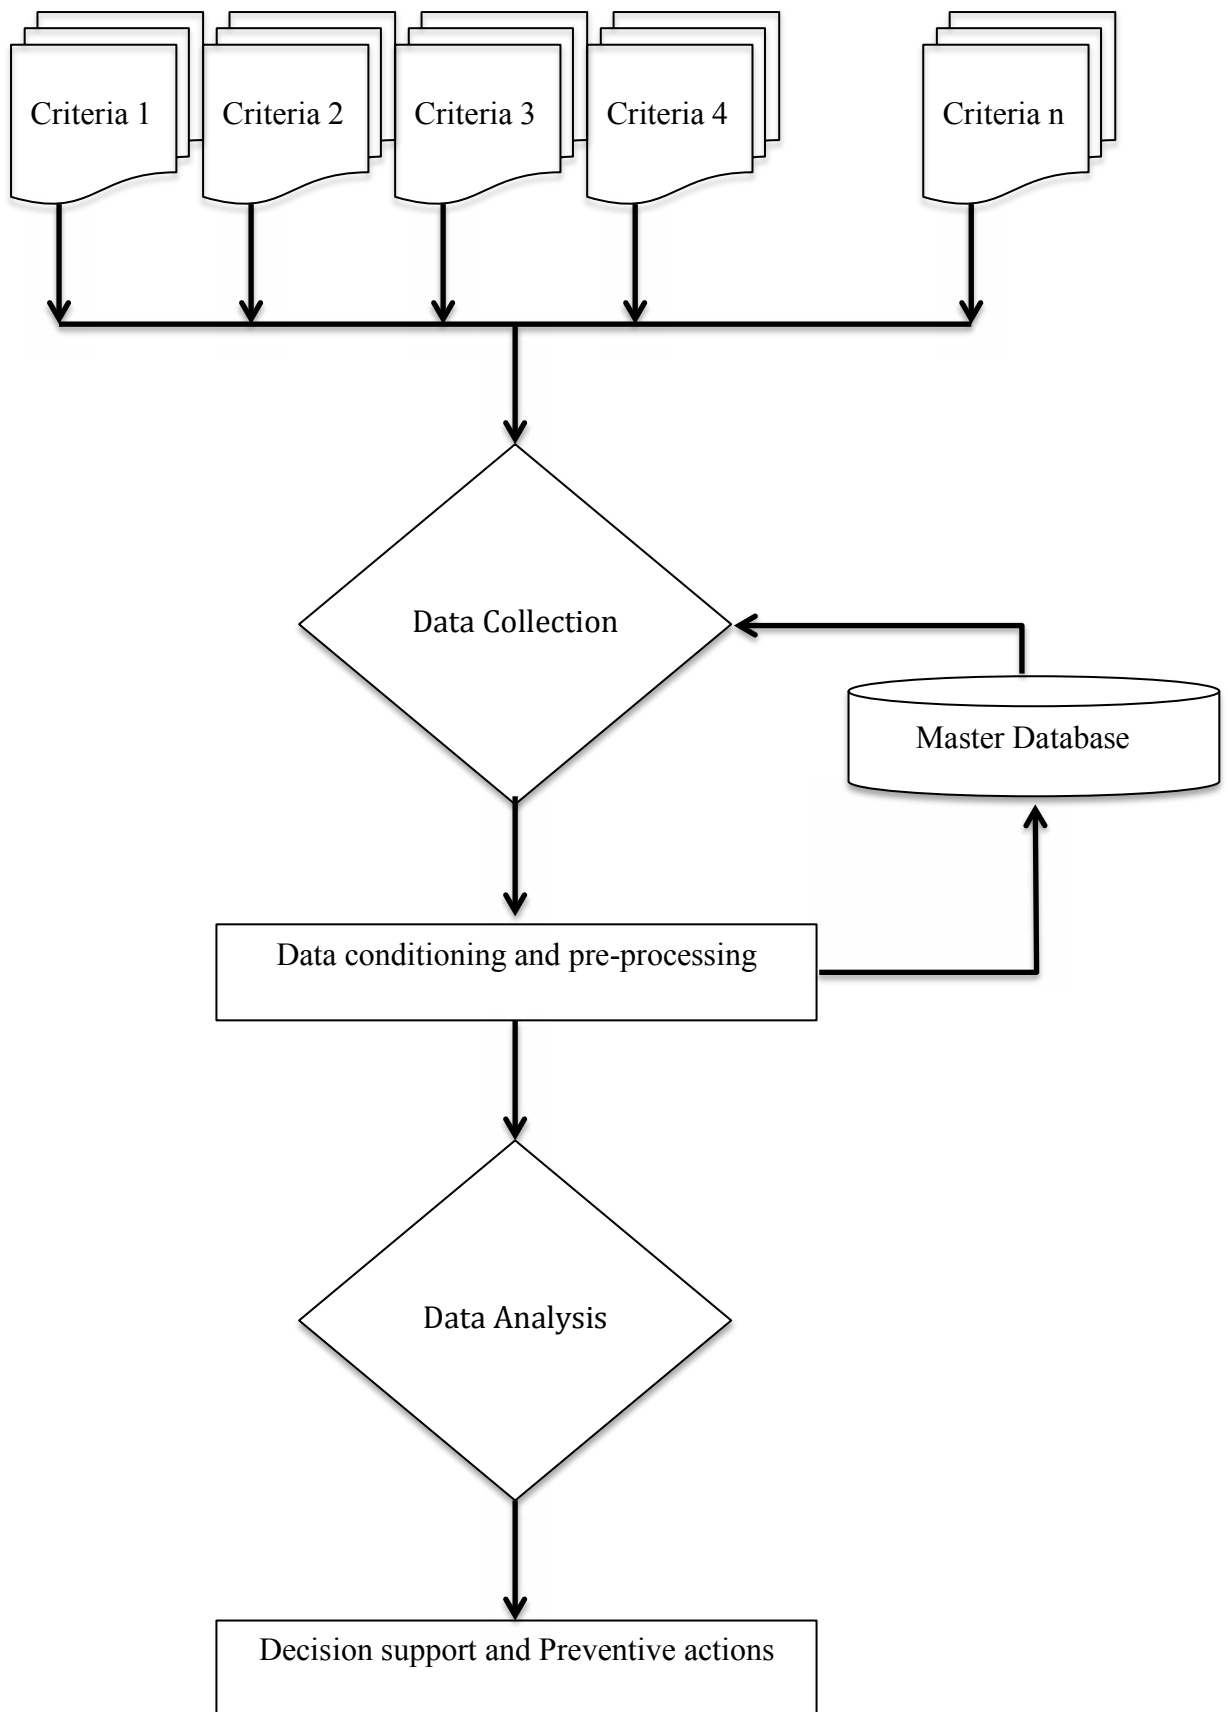 Criteria 1
Criteria 2
Criteria 3
Criteria 4
Criteria n
Data Collection
Master Database
Data conditioning and pre-processing
Data Analysis
Decision support and Preventive actions